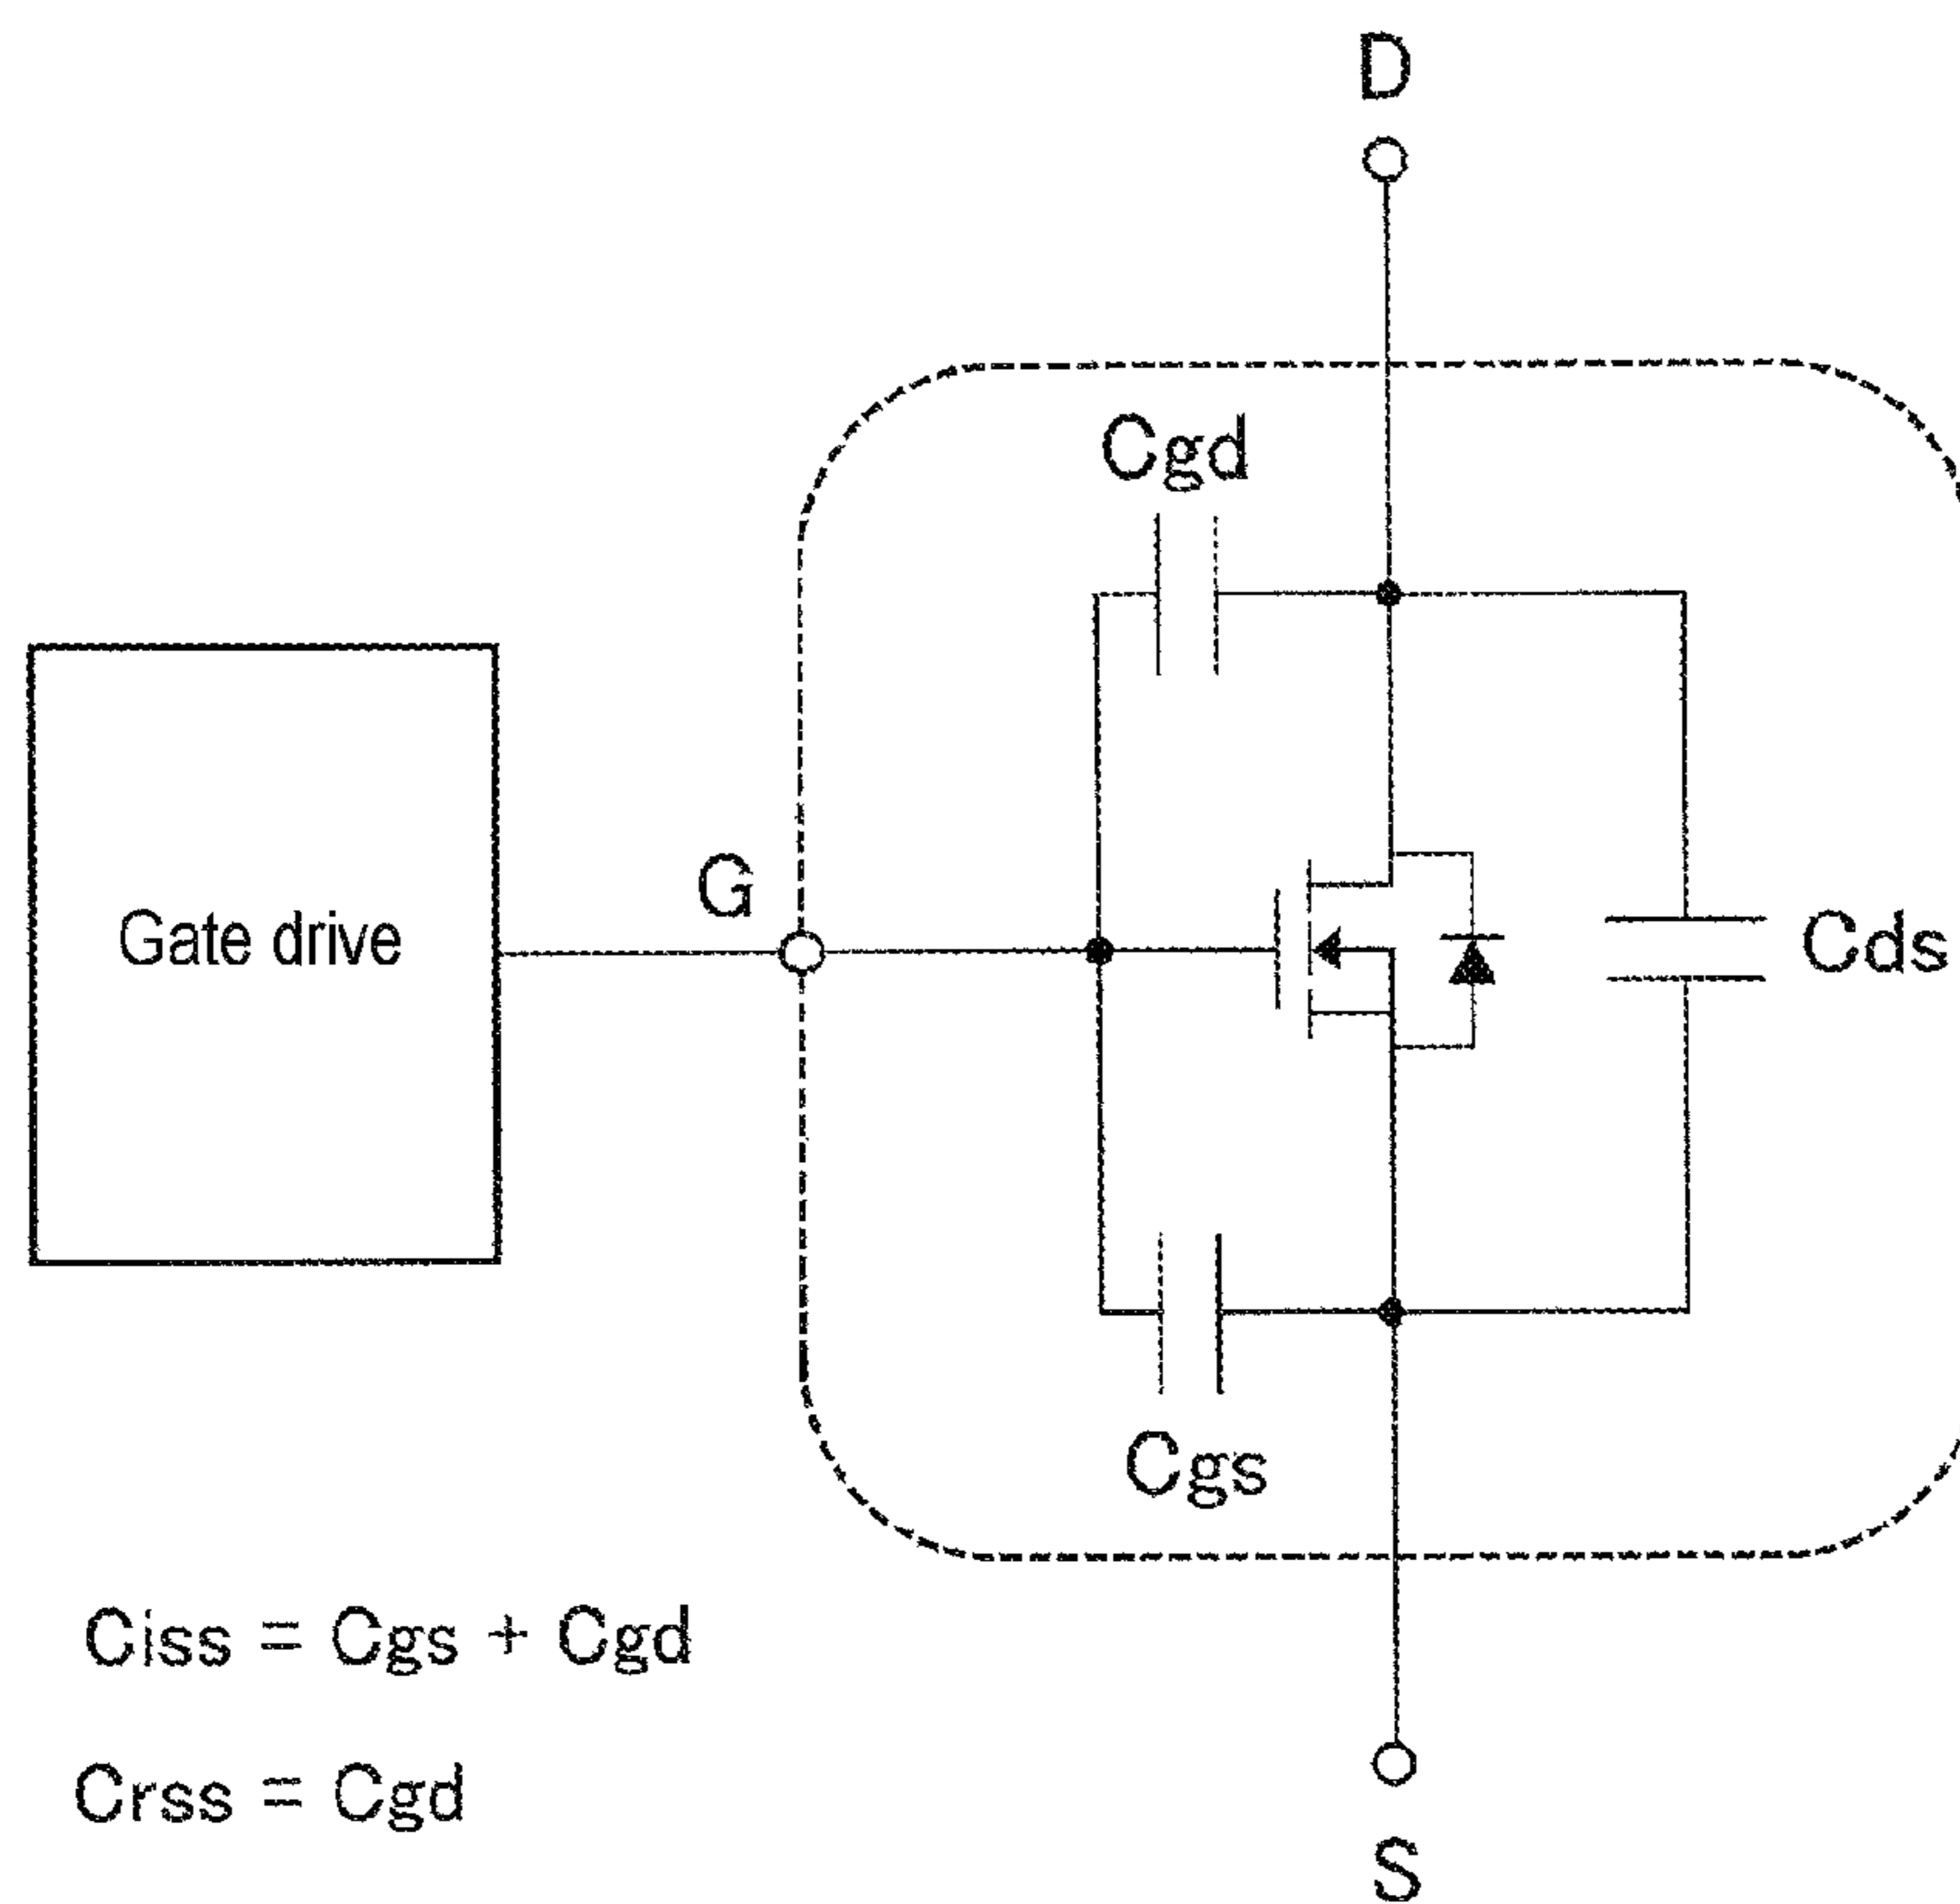 D
Cgd
G
Gate drive
Cds
Cgs
Ciss = Cgs + Cgd
Crss = Cgd
S